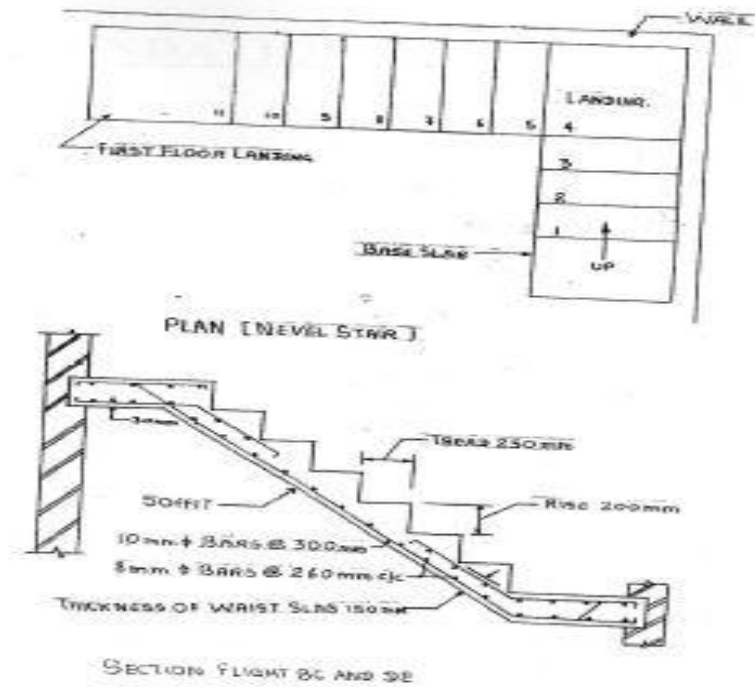 WALL
LANDING.
11 10 9 8 7 6 5 4
3
2
1
FIRST FLOOR LANDING
BASE SLAB
UP
PLAN [NEVEL STAIR]
30mm
TREAD 250mm
SOFFIT
RISE 200mm
10mm ϕ BARS @ 300mm
8mm ϕ BARS @ 260mm c/c
THICKNESS OF WAIST SLAB 150mm
SECTION FLIGHT BC AND DE